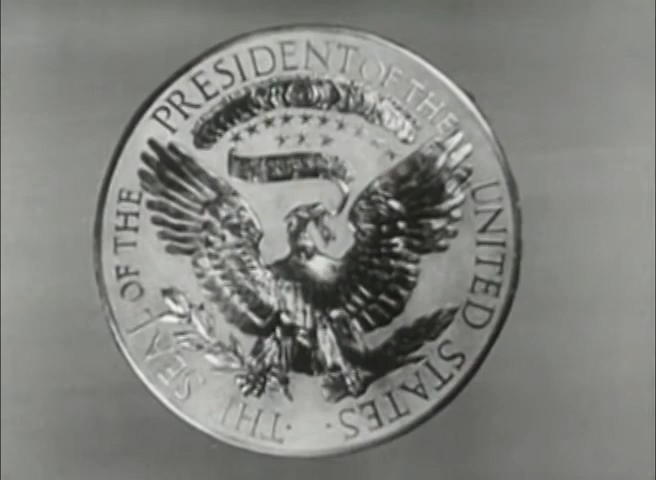 · THE SEAL OF THE PRESIDENT OF THE UNITED STATES ·